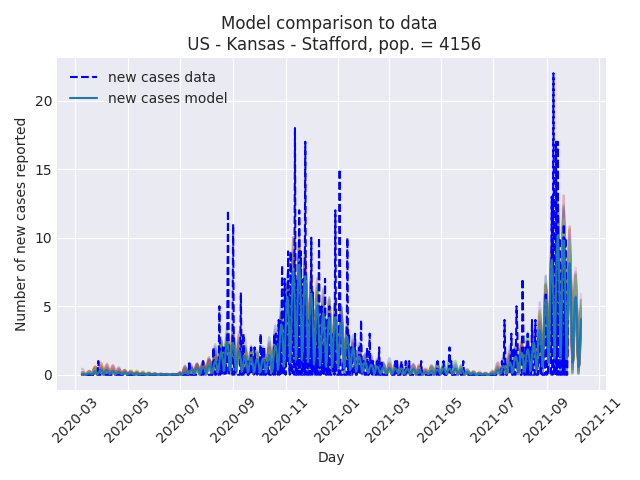 Model comparison to data
US - Kansas - Stafford, pop. = 4156
new cases data
new cases model
Number of new cases reported
20
15
10
5
0
2020-03
2020-05
2020-07
2020-09
2020-11
2021-01
2021-03
2021-05
2021-07
2021-09
2021-11
Day